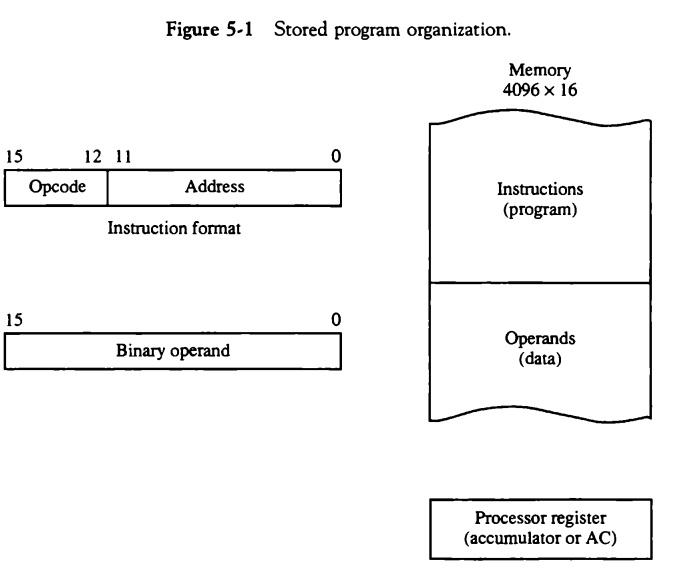 Figure 5-1 Stored program organization.
Memory
4096 × 16
15 12 11 0
Opcode Address
Instruction format
Instructions
(program)
15 0
Binary operand
Operands
(data)
Processor register
(accumulator or AC)